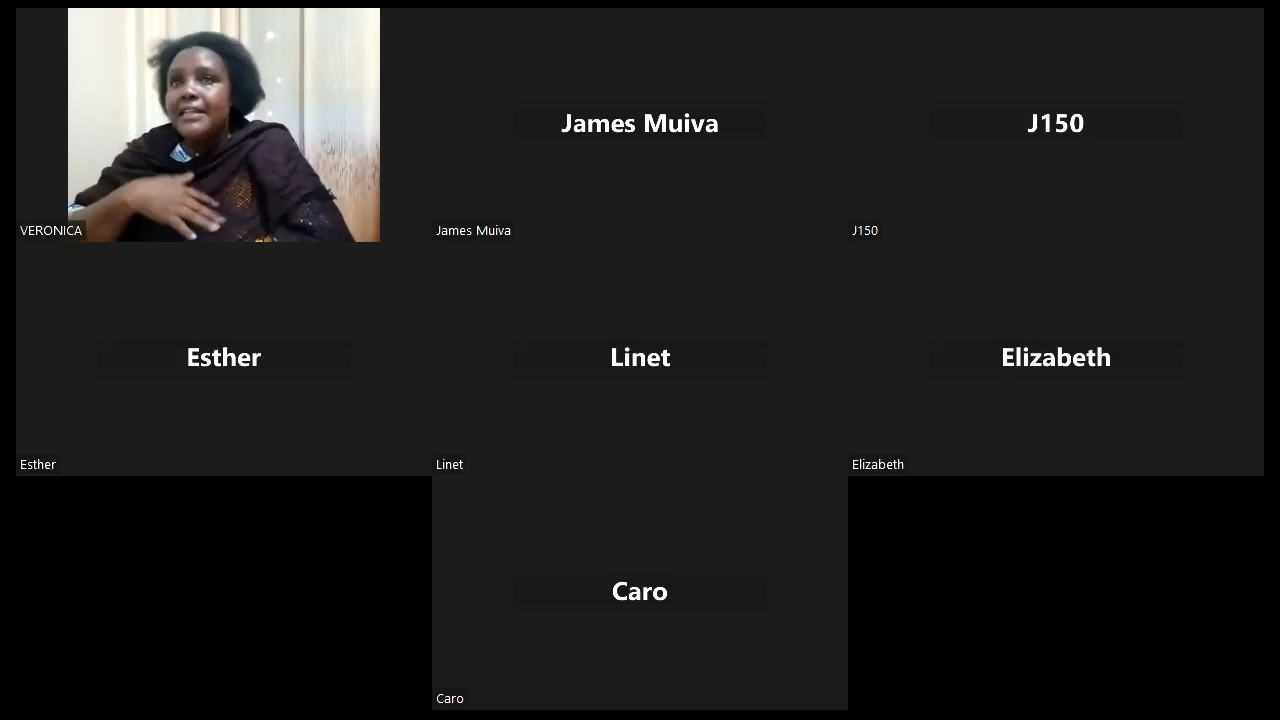 James Muiva
J150
VERONICA
James Muiva
J150
Esther
Linet
Elizabeth
Esther
Linet
Elizabeth
Caro
Caro